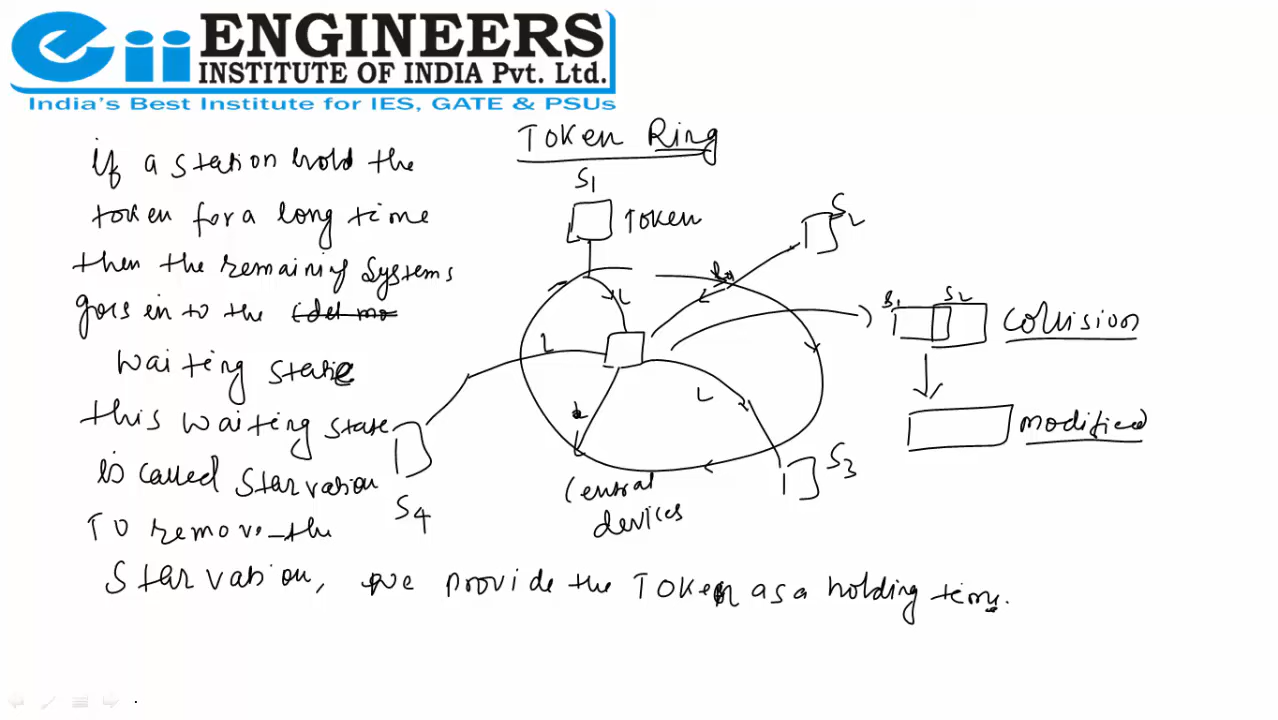 eii ENGINEERS
INSTITUTE OF INDIA Pvt. Ltd.
India's Best Institute for IES, GATE & PSUs
Token Ring
if a station hold the
token for a long time
then the remaining systems
goes in to the
waiting state
this waiting state
is called starvation
To remove the
starvation, we provide the Token as a holding time.
S1
Token
S2
L
L
L
S4
S3
Central
devices
S1 S2
Collision
modified